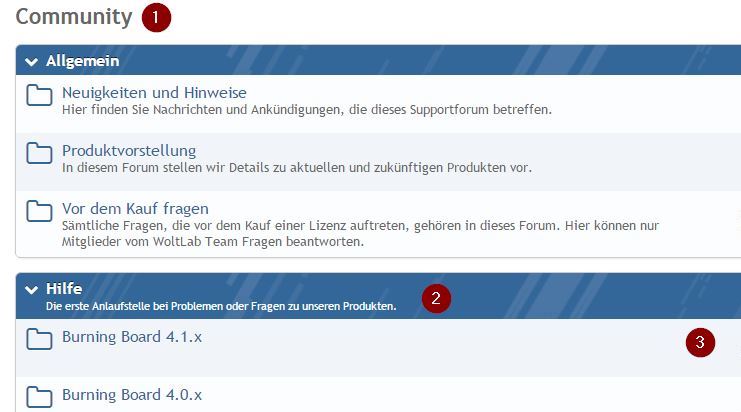 Community 1
Allgemein
Neuigkeiten und Hinweise
Hier finden Sie Nachrichten und Ankündigungen, die dieses Supportforum betreffen.
Produktvorstellung
In diesem Forum stellen wir Details zu aktuellen und zukünftigen Produkten vor.
Vor dem Kauf fragen
Sämtliche Fragen, die vor dem Kauf einer Lizenz auftreten, gehören in dieses Forum. Hier können nur
Mitglieder vom WoltLab Team Fragen beantworten.
Hilfe
Die erste Anlaufstelle bei Problemen oder Fragen zu unseren Produkten. 2
Burning Board 4.1.x 3
Burning Board 4.0.x